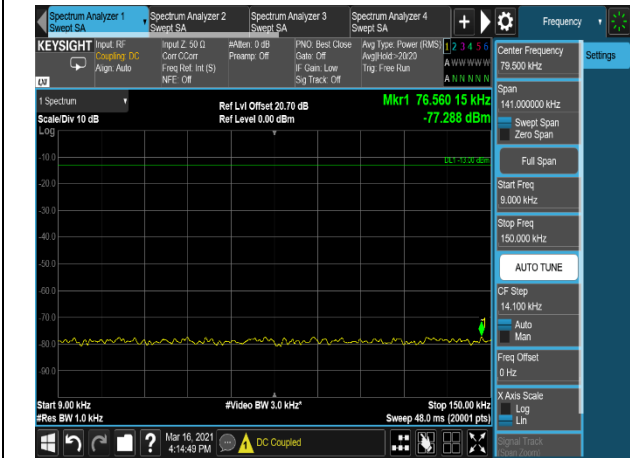 Spectrum Analyzer 1
Swept SA
Spectrum Analyzer 2
Swept SA
Spectrum Analyzer 3
Swept SA
Spectrum Analyzer 4
Swept SA
+
Frequency
KEYSIGHT
Input: RF
Coupling: DC
Align: Auto
Input Z: 50 Ω
Corr CCorr
Freq Ref: Int (S)
NFE: Off
#Atten: 0 dB
Preamp: Off
PNO: Best Close
Gate: Off
IF Gain: Low
Sig Track: Off
Avg Type: Power (RMS)
Avg|Hold:>20/20
Trig: Free Run
1 2 3 4 5 6
A W W W W W
A N N N N N
LXI
1 Spectrum
Scale/Div 10 dB
Log
Ref Lvl Offset 20.70 dB
Ref Level 0.00 dBm
Mkr1 76.560 15 kHz
-77.288 dBm
DL1 -13.00 dBm
-10.0
-20.0
-30.0
-40.0
-50.0
-60.0
-70.0
-80.0
-90.0
1
Start 9.00 kHz
#Res BW 1.0 kHz
#Video BW 3.0 kHz*
Stop 150.00 kHz
Sweep 48.0 ms (20001 pts)
Center Frequency
79.500 kHz
Settings
Span
141.000000 kHz
Swept Span
Zero Span
Full Span
Start Freq
9.000 kHz
Stop Freq
150.000 kHz
AUTO TUNE
CF Step
14.100 kHz
Auto
Man
Freq Offset
0 Hz
X Axis Scale
Log
Lin
Signal Track
(Span Zoom)
?
Mar 16, 2021
4:14:49 PM
DC Coupled